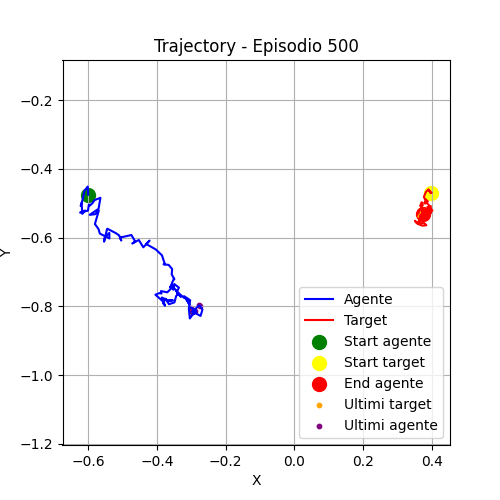 Trajectory - Episodio 500
Y
−0.2
−0.4
−0.6
−0.8
−1.0
−1.2
Agente
Target
Start agente
Start target
End agente
Ultimi target
Ultimi agente
−0.6 −0.4 −0.2 0.0 0.2 0.4
X